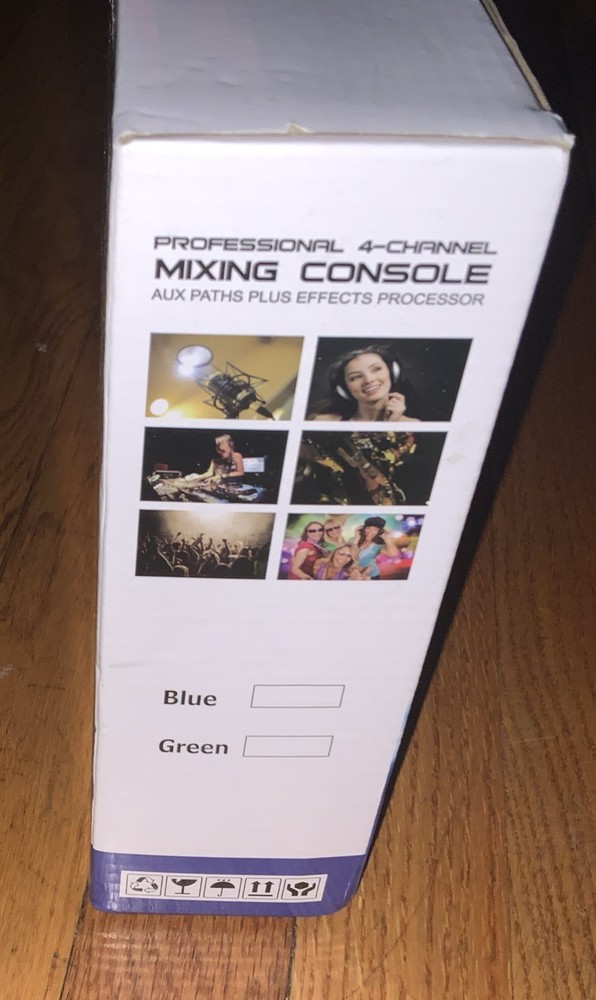 PROFESSIONAL 4-CHANNEL
MIXING CONSOLE
AUX PATHS PLUS EFFECTS PROCESSOR
Blue
Green